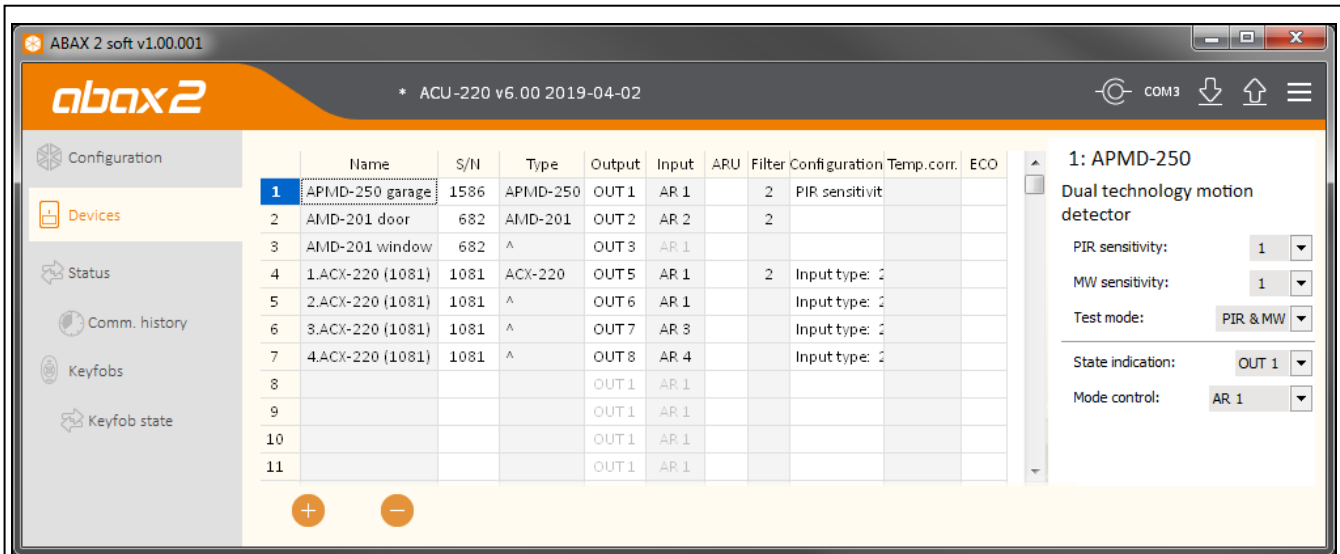 ABAX 2 soft v1.00.001
abax 2
* ACU-220 v6.00 2019-04-02
COM3
Configuration
Devices
Status
Comm. history
Keyfobs
Keyfob state
Name S/N Type Output Input ARU Filter Configuration Temp.corr. ECO
1 APMD-250 garage 1586 APMD-250 OUT 1 AR 1 2 PIR sensitivit
2 AMD-201 door 682 AMD-201 OUT 2 AR 2 2
3 AMD-201 window 682 ^ OUT 3 AR 1
4 1.ACX-220 (1081) 1081 ACX-220 OUT 5 AR 1 2 Input type: 2
5 2.ACX-220 (1081) 1081 ^ OUT 6 AR 1 Input type: 2
6 3.ACX-220 (1081) 1081 ^ OUT 7 AR 3 Input type: 2
7 4.ACX-220 (1081) 1081 ^ OUT 8 AR 4 Input type: 2
8 OUT 1 AR 1
9 OUT 1 AR 1
10 OUT 1 AR 1
11 OUT 1 AR 1
1: APMD-250
Dual technology motion
detector
PIR sensitivity: 1
MW sensitivity: 1
Test mode: PIR & MW
State indication: OUT 1
Mode control: AR 1